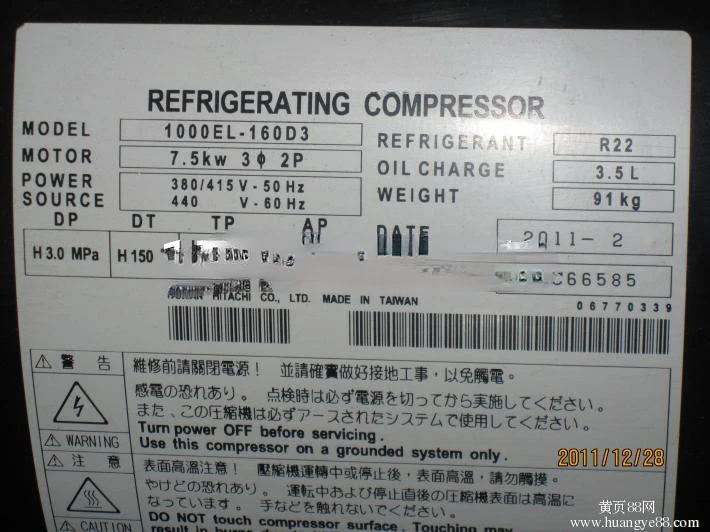 REFRIGERATING COMPRESSOR
MODEL 1000EL-160D3
MOTOR 7.5kw 3ϕ 2P
POWER SOURCE 380/415 V - 50 Hz
440 V - 60 Hz
REFRIGERANT R22
OIL CHARGE 3.5 L
WEIGHT 91 kg
DP DT TP AP DATE 2011- 2
H 3.0 MPa H 150
C66585
HITACHI CO., LTD. MADE IN TAIWAN
06770339
警 告
維修前請關閉電源！ 並請確實做好接地工事，以免觸電。
感電の恐れあり。 点検時は必ず電源を切ってから実施してください。
また、この圧縮機は必ずアースされたシステムで使用してください。
WARNING
Turn power OFF before servicing.
Use this compressor on a grounded system only.
注 意
表面高溫注意！ 壓縮機運轉中或停止後，表面高溫，請勿觸摸。
やけどの恐れあり。 運転中および停止直後の圧縮機表面は高温に
なっています。 手などを触れないでください。
CAUTION
DO NOT touch compressor surface. Touching may
result in burns
2011/12/28
黄页88网
www.huangye88.com